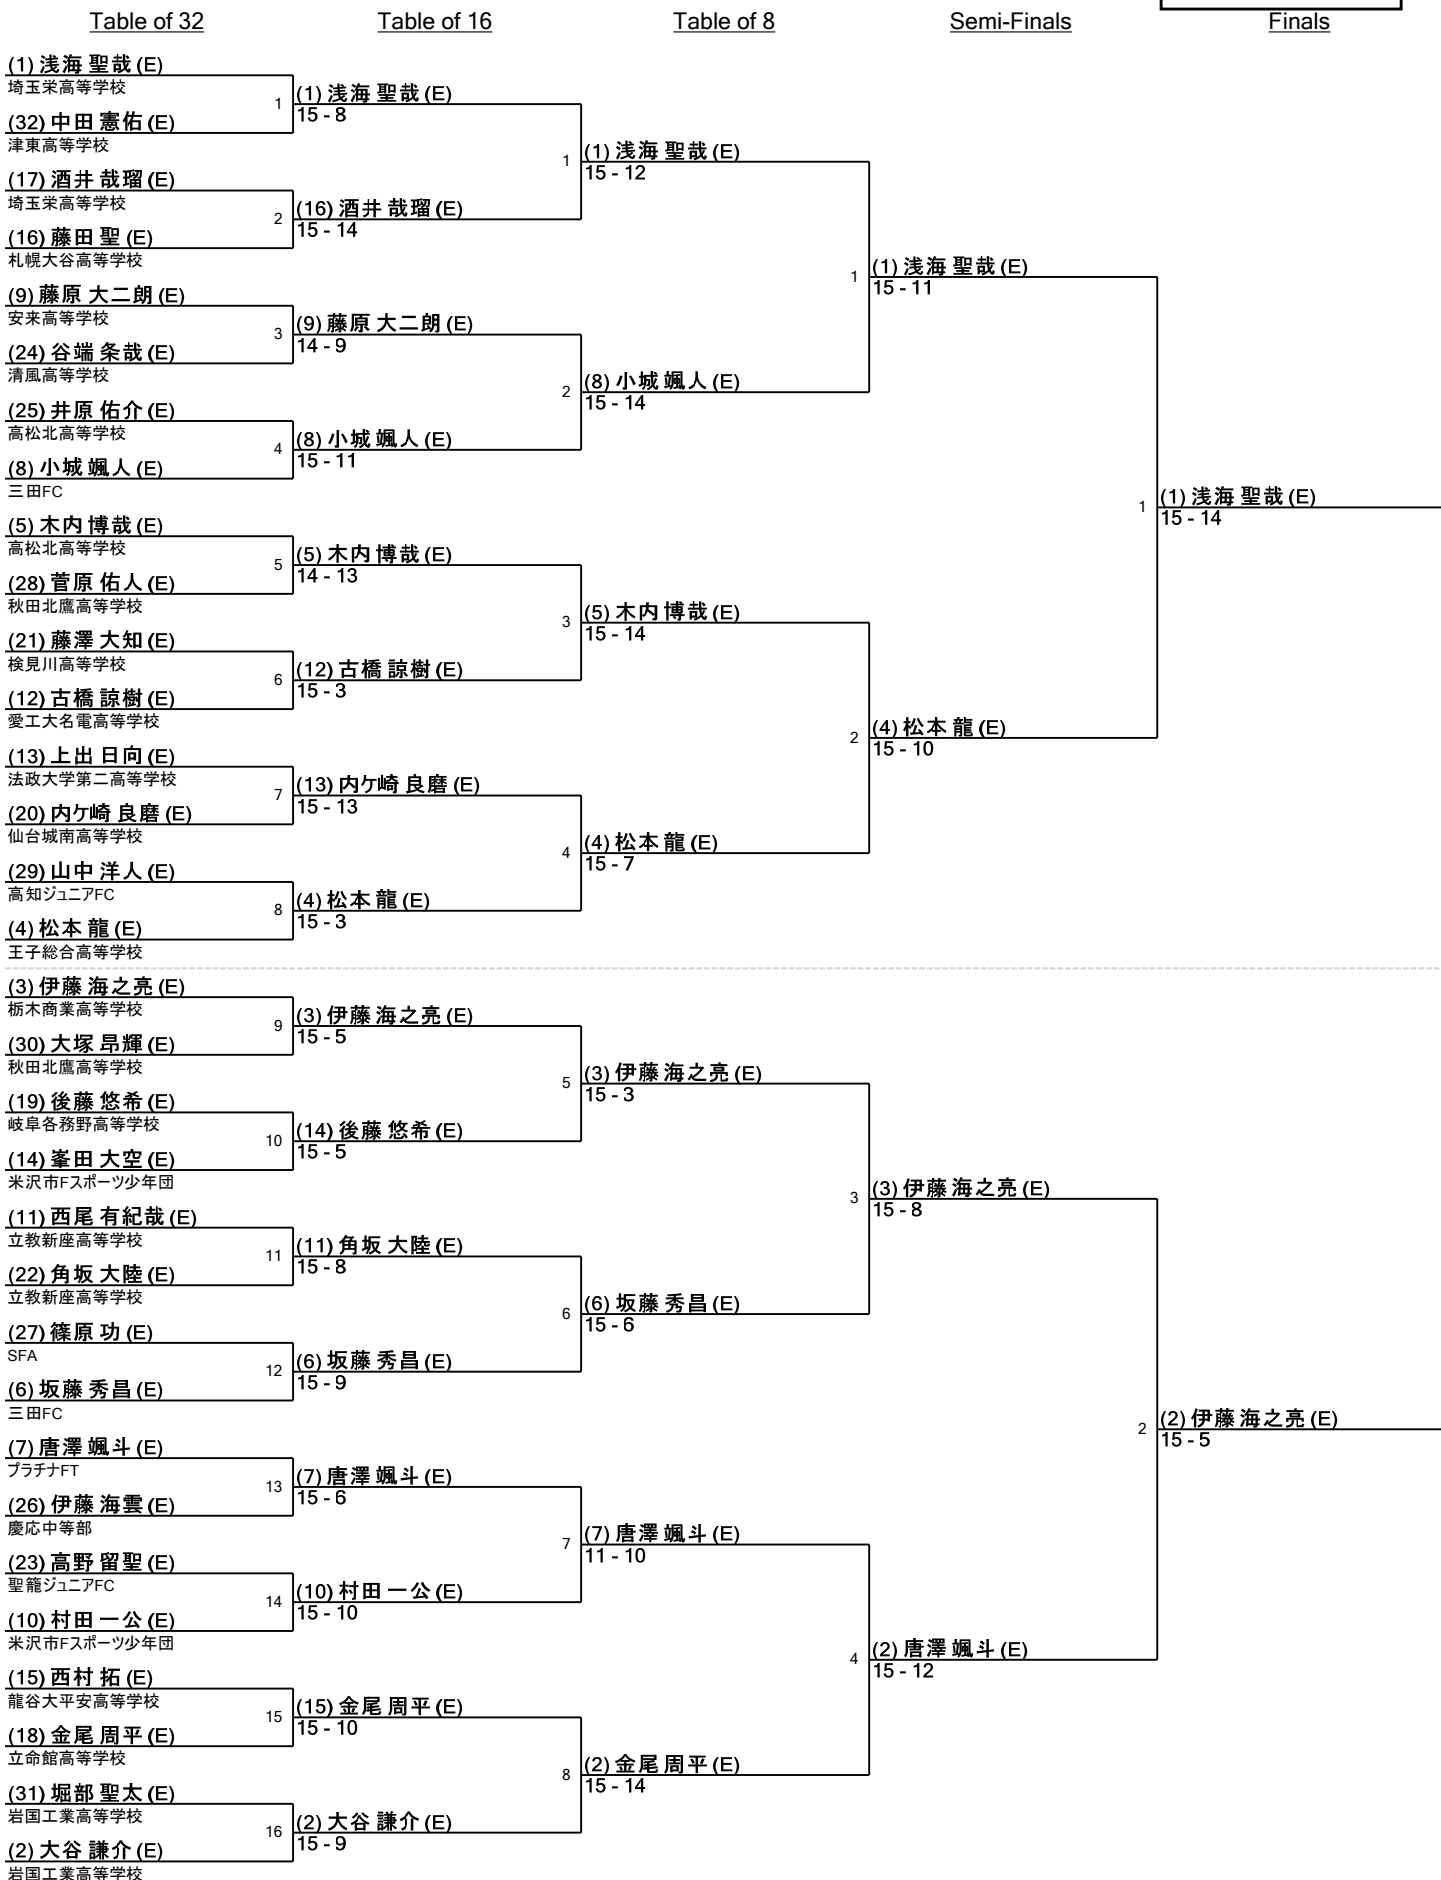 Table of 32
Table of 16
Table of 8
Semi-Finals
Finals
(1) 浅海 聖哉 (E)
埼玉栄高等学校
(32) 中田 憲佑 (E)
津東高等学校
(17) 酒井 哉瑠 (E)
埼玉栄高等学校
(16) 藤田 聖 (E)
札幌大谷高等学校
(9) 藤原 大二朗 (E)
安来高等学校
(24) 谷端 条哉 (E)
清風高等学校
(25) 井原 佑介 (E)
高松北高等学校
(8) 小城 颯人 (E)
三田FC
(5) 木内 博哉 (E)
高松北高等学校
(28) 菅原 佑人 (E)
秋田北鷹高等学校
(21) 藤澤 大知 (E)
検見川高等学校
(12) 古橋 諒樹 (E)
愛工大名電高等学校
(13) 上出 日向 (E)
法政大学第二高等学校
(20) 内ケ崎 良磨 (E)
仙台城南高等学校
(29) 山中 洋人 (E)
高知ジュニアFC
(4) 松本 龍 (E)
王子総合高等学校
(3) 伊藤 海之亮 (E)
栃木商業高等学校
(30) 大塚 昂輝 (E)
秋田北鷹高等学校
(19) 後藤 悠希 (E)
岐阜各務野高等学校
(14) 峯田 大空 (E)
米沢市Fスポーツ少年団
(11) 西尾 有紀哉 (E)
立教新座高等学校
(22) 角坂 大陸 (E)
立教新座高等学校
(27) 篠原 功 (E)
SFA
(6) 坂藤 秀昌 (E)
三田FC
(7) 唐澤 颯斗 (E)
プラチナFT
(26) 伊藤 海雲 (E)
慶応中等部
(23) 高野 留聖 (E)
聖籠ジュニアFC
(10) 村田 一公 (E)
米沢市Fスポーツ少年団
(15) 西村 拓 (E)
龍谷大平安高等学校
(18) 金尾 周平 (E)
立命館高等学校
(31) 堀部 聖太 (E)
岩国工業高等学校
(2) 大谷 謙介 (E)
岩国工業高等学校
1
(1) 浅海 聖哉 (E)
15 - 8
2
(16) 酒井 哉瑠 (E)
15 - 14
3
(9) 藤原 大二朗 (E)
14 - 9
4
(8) 小城 颯人 (E)
15 - 11
5
(5) 木内 博哉 (E)
14 - 13
6
(12) 古橋 諒樹 (E)
15 - 3
7
(13) 内ケ崎 良磨 (E)
15 - 13
8
(4) 松本 龍 (E)
15 - 3
9
(3) 伊藤 海之亮 (E)
15 - 5
10
(14) 後藤 悠希 (E)
15 - 5
11
(11) 角坂 大陸 (E)
15 - 8
12
(6) 坂藤 秀昌 (E)
15 - 9
13
(7) 唐澤 颯斗 (E)
15 - 6
14
(10) 村田 一公 (E)
15 - 10
15
(15) 金尾 周平 (E)
15 - 10
16
(2) 大谷 謙介 (E)
15 - 9
1
(1) 浅海 聖哉 (E)
15 - 12
2
(8) 小城 颯人 (E)
15 - 14
3
(5) 木内 博哉 (E)
15 - 14
4
(4) 松本 龍 (E)
15 - 7
5
(3) 伊藤 海之亮 (E)
15 - 3
6
(6) 坂藤 秀昌 (E)
15 - 6
7
(7) 唐澤 颯斗 (E)
11 - 10
8
(2) 金尾 周平 (E)
15 - 14
1
(1) 浅海 聖哉 (E)
15 - 11
2
(4) 松本 龍 (E)
15 - 10
3
(3) 伊藤 海之亮 (E)
15 - 8
4
(2) 唐澤 颯斗 (E)
15 - 12
1
(1) 浅海 聖哉 (E)
15 - 14
2
(2) 伊藤 海之亮 (E)
15 - 5